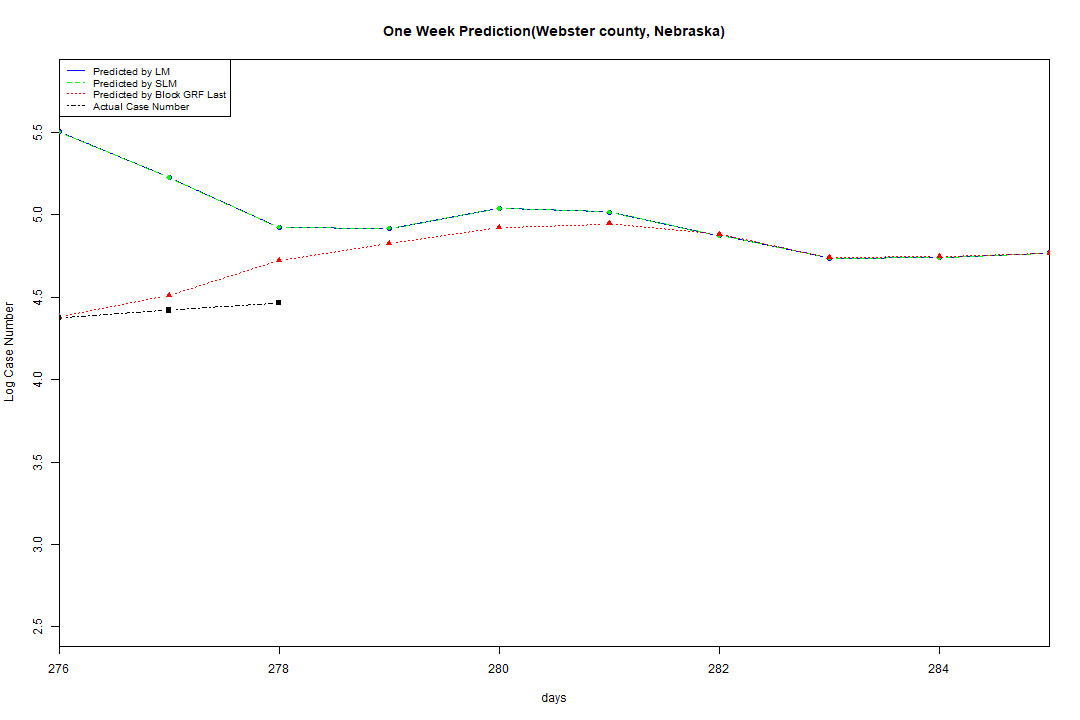 One Week Prediction(Webster county, Nebraska)
Predicted by LM
Predicted by SLM
Predicted by Block GRF Last
Actual Case Number
5.5
5.0
4.5
4.0
3.5
3.0
2.5
Log Case Number
276
278
280
282
284
days